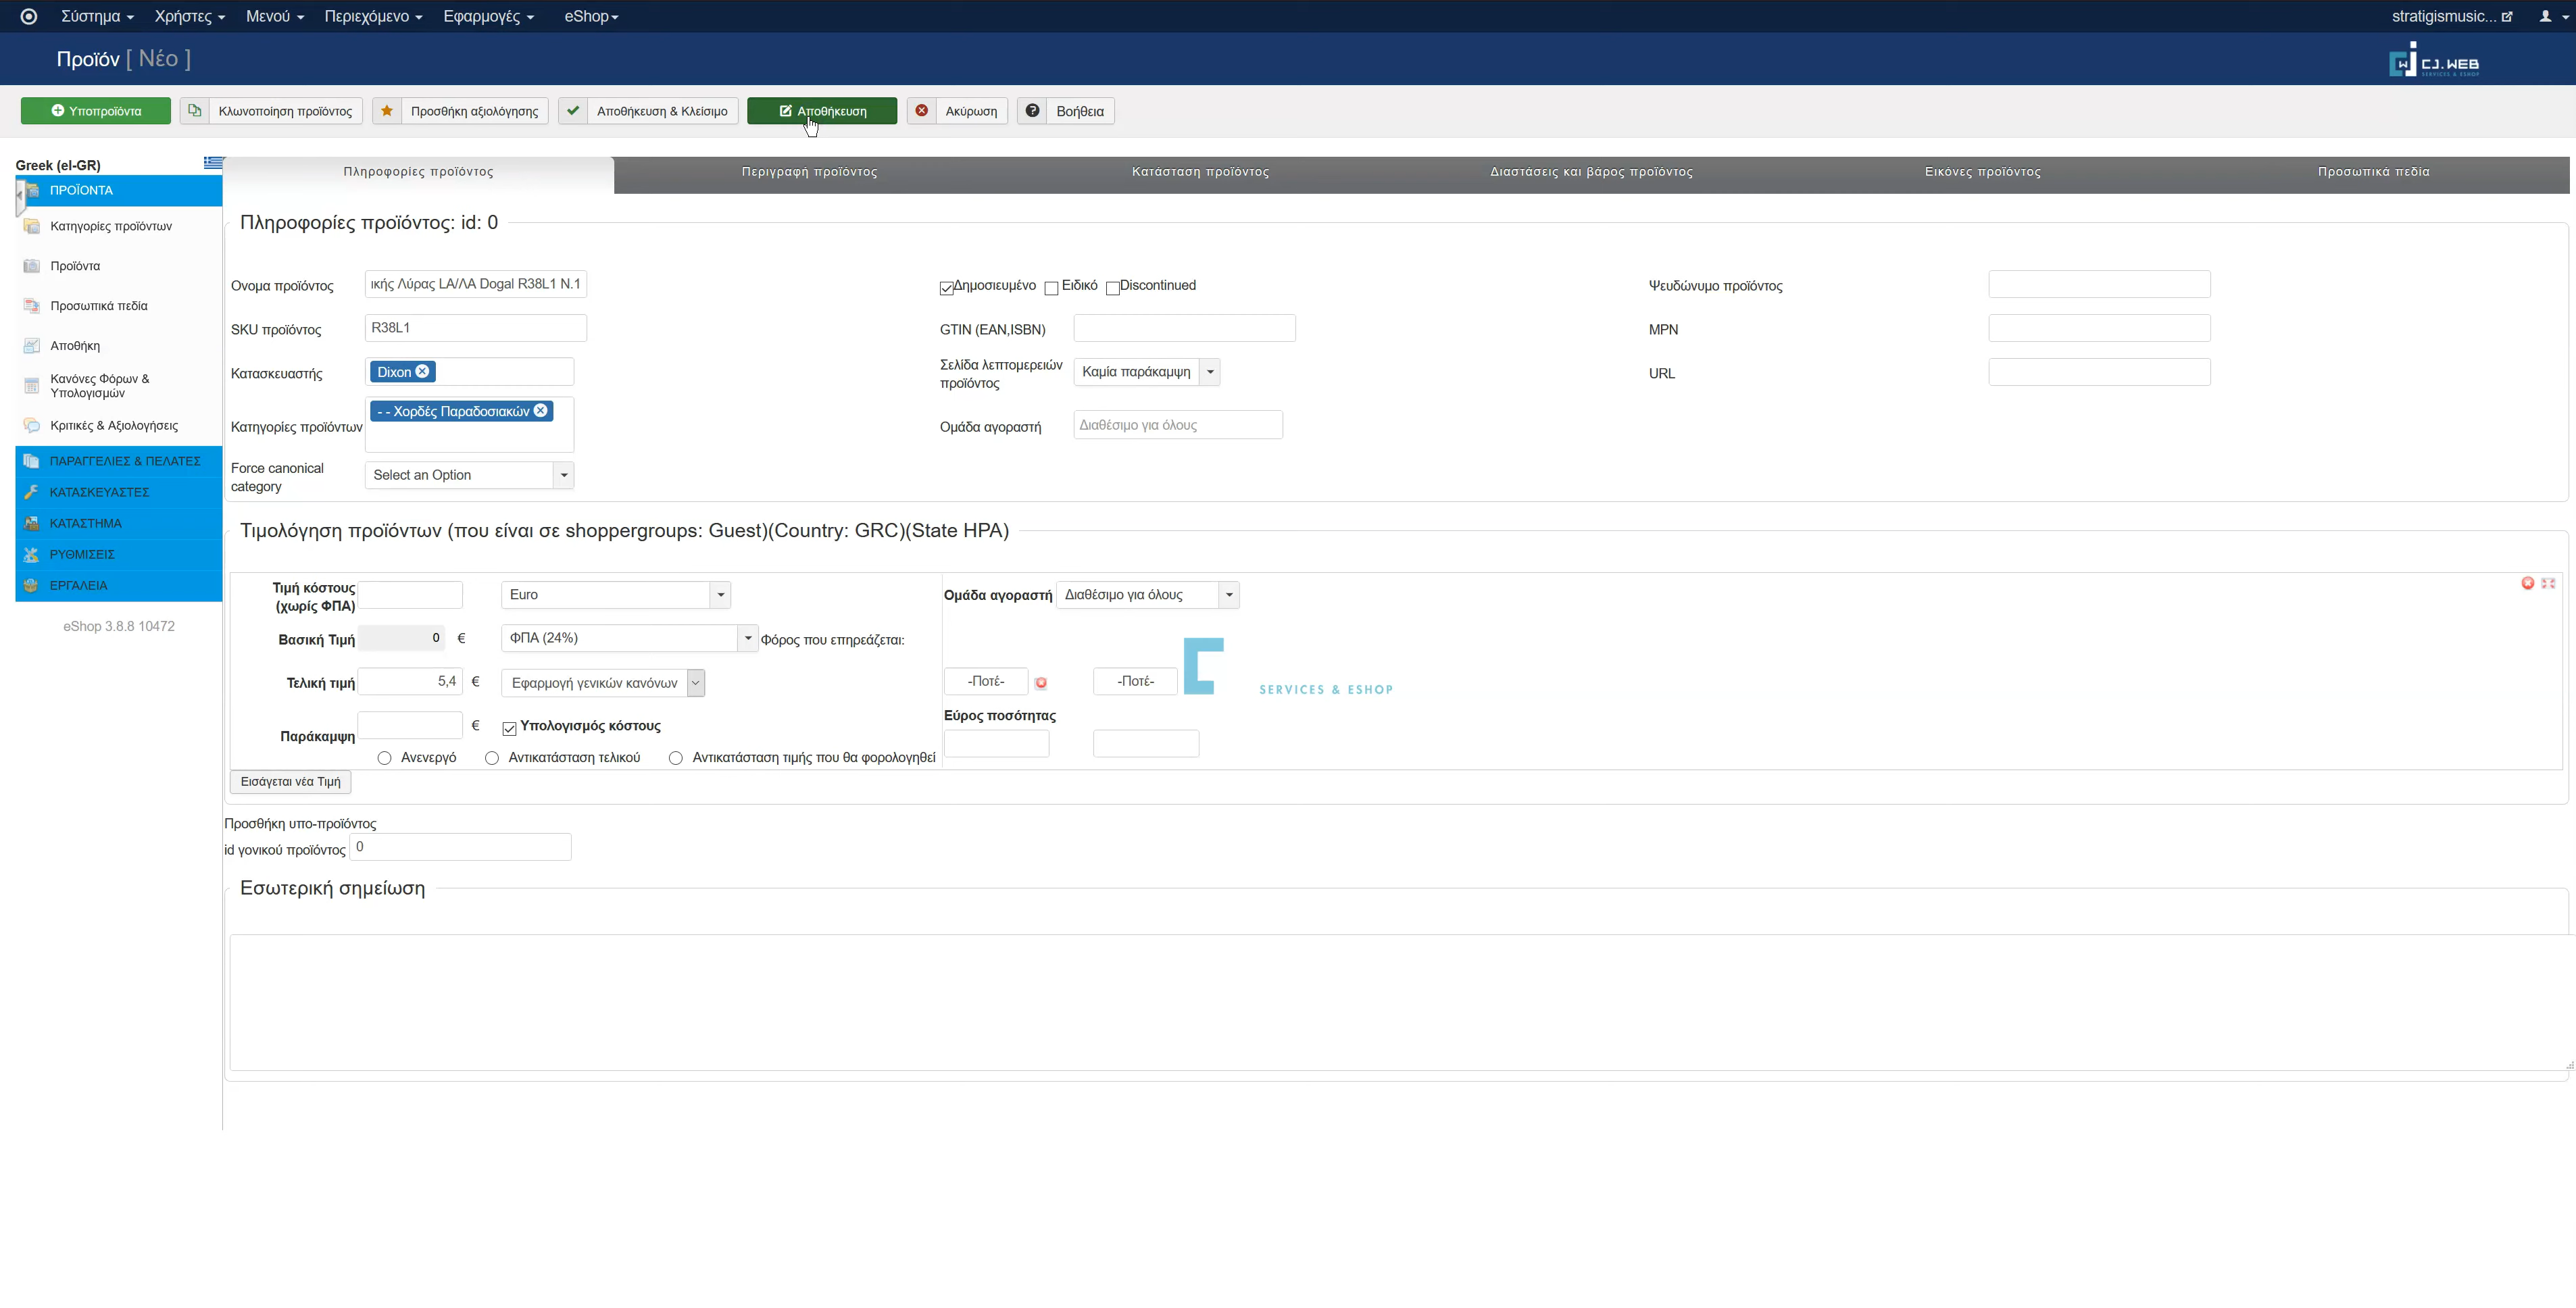 Σύστημα Χρήστες Μενού Περιεχόμενο Εφαρμογές eShop stratigismusic...
Προϊόν [ Νέο ] CJ.WEB
SERVICES & ESHOP
Υποπροϊόντα Κλωνοποίηση προϊόντος Προσθήκη αξιολόγησης Αποθήκευση & Κλείσιμο Αποθήκευση Ακύρωση Βοήθεια
Greek (el-GR)
ΠΡΟΪΟΝΤΑ
Κατηγορίες προϊόντων
Προϊόντα
Προσωπικά πεδία
Αποθήκη
Κανόνες Φόρων &
Υπολογισμών
Κριτικές & Αξιολογήσεις
ΠΑΡΑΓΓΕΛΙΕΣ & ΠΕΛΑΤΕΣ
ΚΑΤΑΣΚΕΥΑΣΤΕΣ
ΚΑΤΑΣΤΗΜΑ
ΡΥΘΜΙΣΕΙΣ
ΕΡΓΑΛΕΙΑ
eShop 3.8.8 10472
Πληροφορίες προϊόντος Περιγραφή προϊόντος Κατάσταση προϊόντος Διαστάσεις και βάρος προϊόντος Εικόνες προϊόντος Προσωπικά πεδία
Πληροφορίες προϊόντος: id: 0
Ονομα προϊόντος ικής Λύρας LA/ΛΑ Dogal R38L1 N.1 Δημοσιευμένο Ειδικό Discontinued Ψευδώνυμο προϊόντος
SKU προϊόντος R38L1 GTIN (EAN,ISBN) MPN
Κατασκευαστής Dixon Σελίδα λεπτομερειών
προϊόντος Καμία παράκαμψη URL
Κατηγορίες προϊόντων - - Χορδές Παραδοσιακών Ομάδα αγοραστή Διαθέσιμο για όλους
Force canonical
category Select an Option
Τιμολόγηση προϊόντων (που είναι σε shoppergroups: Guest)(Country: GRC)(State HPA)
Τιμή κόστους
(χωρίς ΦΠΑ) Euro Ομάδα αγοραστή Διαθέσιμο για όλους
Βασική Τιμή 0 € ΦΠΑ (24%) Φόρος που επηρεάζεται:
Τελική τιμή 5,4 € Εφαρμογή γενικών κανόνων -Ποτέ- -Ποτέ- SERVICES & ESHOP
Παράκαμψη € Υπολογισμός κόστους Εύρος ποσότητας
Ανενεργό Αντικατάσταση τελικού Αντικατάσταση τιμής που θα φορολογηθεί
Εισάγεται νέα Τιμή
Προσθήκη υπο-προϊόντος
id γονικού προϊόντος 0
Εσωτερική σημείωση